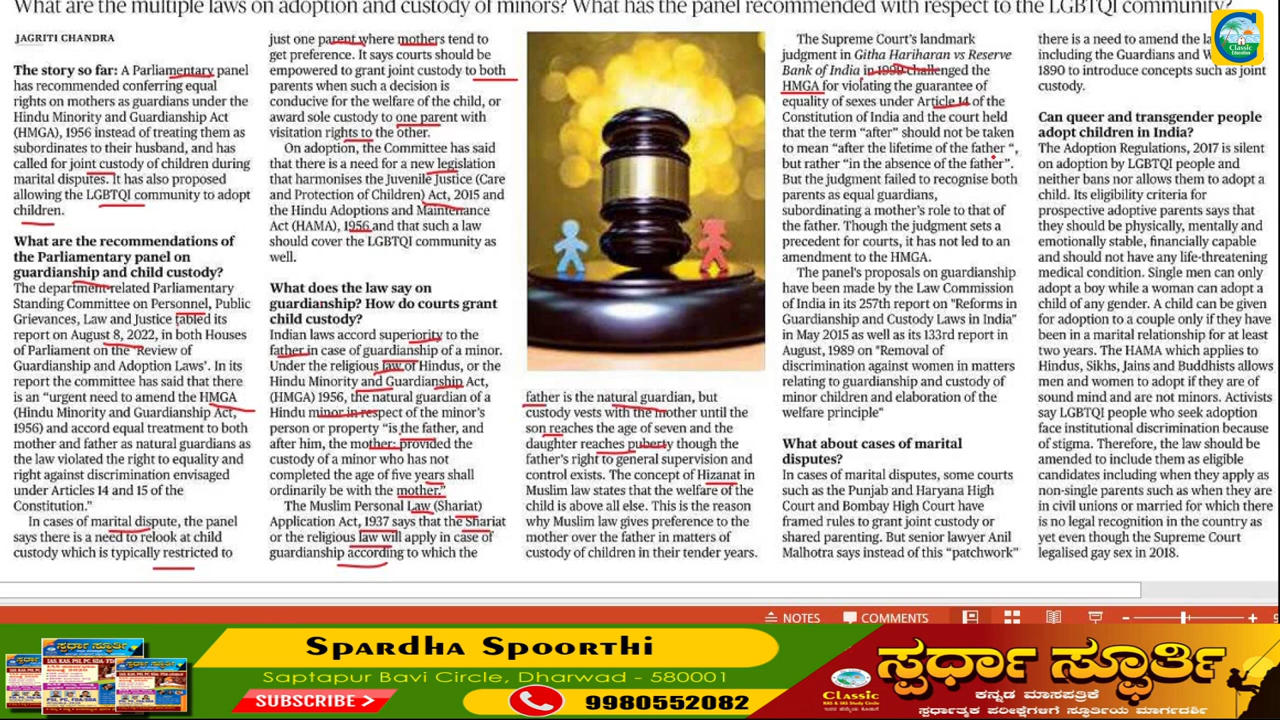 What are the multiple laws on adoption and custody of minors? What has the panel recommended with respect to the LGBTQI community?
JAGRITI CHANDRA
The story so far: A Parliamentary panel
has recommended conferring equal
rights on mothers as guardians under the
Hindu Minority and Guardianship Act
(HMGA), 1956 instead of treating them as
subordinates to their husband, and has
called for joint custody of children during
marital disputes. It has also proposed
allowing the LGBTQI community to adopt
children.
What are the recommendations of
the Parliamentary panel on
guardianship and child custody?
The department-related Parliamentary
Standing Committee on Personnel, Public
Grievances, Law and Justice tabled its
report on August 8, 2022, in both Houses
of Parliament on the 'Review of
Guardianship and Adoption Laws'. In its
report the committee has said that there
is an "urgent need to amend the HMGA
(Hindu Minority and Guardianship Act,
1956) and accord equal treatment to both
mother and father as natural guardians as
the law violated the right to equality and
right against discrimination envisaged
under Articles 14 and 15 of the
Constitution."
In cases of marital dispute, the panel
says there is a need to relook at child
custody which is typically restricted to
just one parent where mothers tend to
get preference. It says courts should be
empowered to grant joint custody to both
parents when such a decision is
conducive for the welfare of the child, or
award sole custody to one parent with
visitation rights to the other.
On adoption, the Committee has said
that there is a need for a new legislation
that harmonises the Juvenile Justice (Care
and Protection of Children) Act, 2015 and
the Hindu Adoptions and Maintenance
Act (HAMA), 1956 and that such a law
should cover the LGBTQI community as
well.
What does the law say on
guardianship? How do courts grant
child custody?
Indian laws accord superiority to the
father in case of guardianship of a minor.
Under the religious law of Hindus, or the
Hindu Minority and Guardianship Act,
(HMGA) 1956, the natural guardian of a
Hindu minor in respect of the minor's
person or property "is the father, and
after him, the mother: provided the
custody of a minor who has not
completed the age of five years shall
ordinarily be with the mother."
The Muslim Personal Law (Shariat)
Application Act, 1937 says that the Shariat
or the religious law will apply in case of
guardianship according to which the
father is the natural guardian, but
custody vests with the mother until the
son reaches the age of seven and the
daughter reaches puberty though the
father's right to general supervision and
control exists. The concept of Hizanat in
Muslim law states that the welfare of the
child is above all else. This is the reason
why Muslim law gives preference to the
mother over the father in matters of
custody of children in their tender years.
The Supreme Court's landmark
judgment in Githa Hariharan vs Reserve
Bank of India in 1999 challenged the
HMGA for violating the guarantee of
equality of sexes under Article 14 of the
Constitution of India and the court held
that the term "after" should not be taken
to mean "after the lifetime of the father ",
but rather "in the absence of the father".
But the judgment failed to recognise both
parents as equal guardians,
subordinating a mother's role to that of
the father. Though the judgment sets a
precedent for courts, it has not led to an
amendment to the HMGA.
The panel's proposals on guardianship
have been made by the Law Commission
of India in its 257th report on "Reforms in
Guardianship and Custody Laws in India"
in May 2015 as well as its 133rd report in
August, 1989 on "Removal of
discrimination against women in matters
relating to guardianship and custody of
minor children and elaboration of the
welfare principle"
What about cases of marital
disputes?
In cases of marital disputes, some courts
such as the Punjab and Haryana High
Court and Bombay High Court have
framed rules to grant joint custody or
shared parenting. But senior lawyer Anil
Malhotra says instead of this "patchwork"
there is a need to amend the
including the Guardians and
1890 to introduce concepts such as joint
custody.
Can queer and transgender people
adopt children in India?
The Adoption Regulations, 2017 is silent
on adoption by LGBTQI people and
neither bans nor allows them to adopt a
child. Its eligibility criteria for
prospective adoptive parents says that
they should be physically, mentally and
emotionally stable, financially capable
and should not have any life-threatening
medical condition. Single men can only
adopt a boy while a woman can adopt a
child of any gender. A child can be given
for adoption to a couple only if they have
been in a marital relationship for at least
two years. The HAMA which applies to
Hindus, Sikhs, Jains and Buddhists allows
men and women to adopt if they are of
sound mind and are not minors. Activists
say LGBTQI people who seek adoption
face institutional discrimination because
of stigma. Therefore, the law should be
amended to include them as eligible
candidates including when they apply as
non-single parents such as when they are
in civil unions or married for which there
is no legal recognition in the country as
yet even though the Supreme Court
legalised gay sex in 2018.
Classic
Education
NOTES
COMMENTS
Spardha Spoorthi
Saptapur Bavi Circle, Dharwad - 580001
SUBSCRIBE
9980552082
ಸ್ಪರ್ಧಾ ಸ್ಫೂರ್ತಿ
ಕನ್ನಡ ಮಾಸಪತ್ರಿಕೆ
ಸ್ಪರ್ಧಾತ್ಮಕ ಪರೀಕ್ಷೆಗಳಿಗೆ ಸ್ಫೂರ್ತಿಯ ಮಾರ್ಗದರ್ಶಿ
Classic
KAS & IAS Study Circle